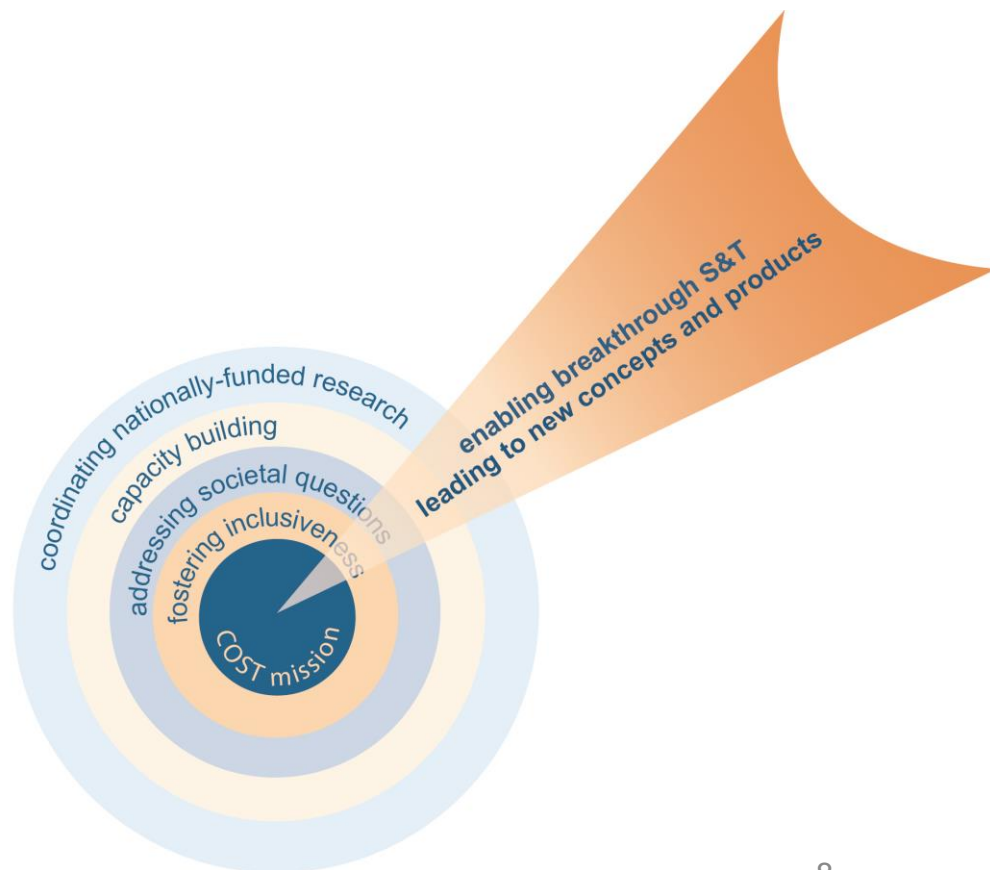 enabling breakthrough S&T
leading to new concepts and products
coordinating nationally-funded research
capacity building
addressing societal questions
fostering inclusiveness
COST mission